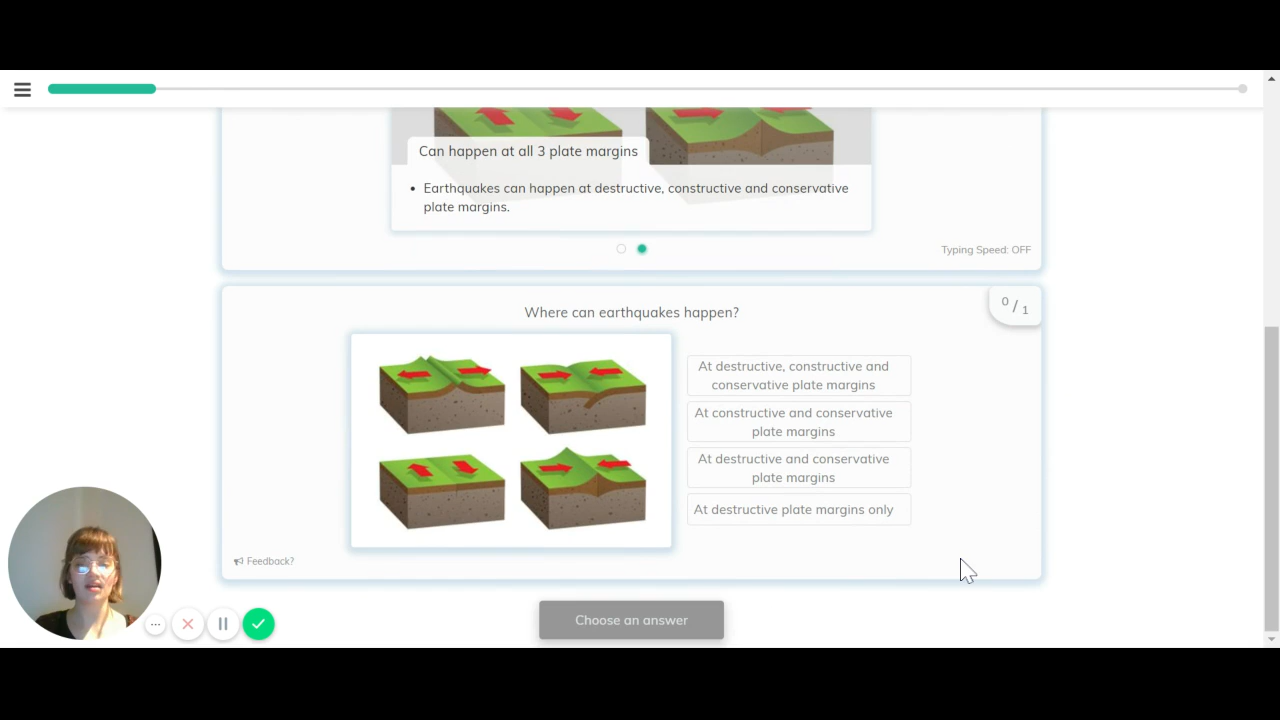 Can happen at all 3 plate margins
• Earthquakes can happen at destructive, constructive and conservative
plate margins.
Typing Speed: OFF
Where can earthquakes happen?
0 / 1
At destructive, constructive and
conservative plate margins
At constructive and conservative
plate margins
At destructive and conservative
plate margins
At destructive plate margins only
Feedback?
Choose an answer